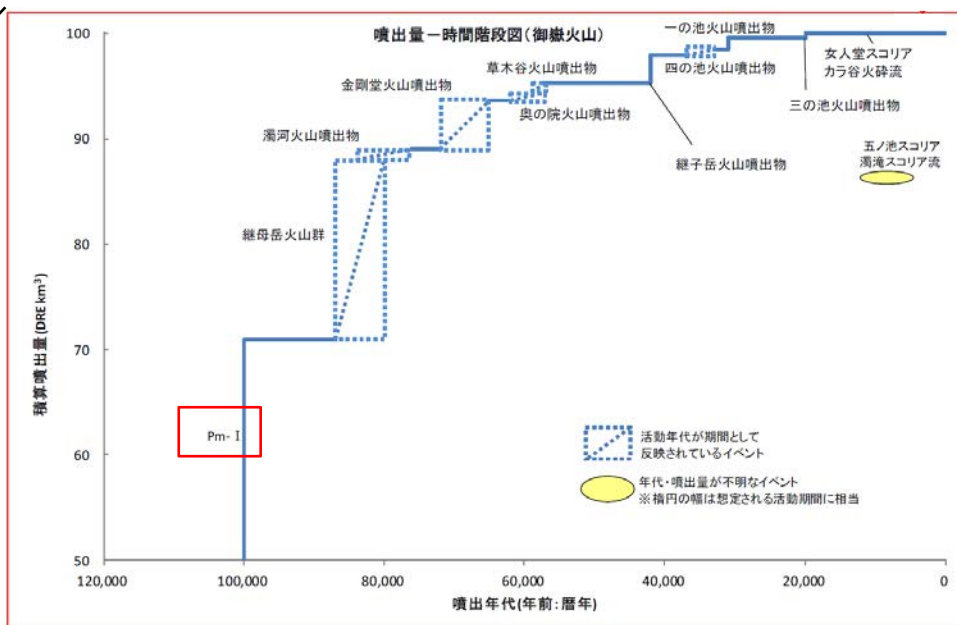 噴出量－時間階段図(御嶽火山)
一の池火山噴出物
女人堂スコリア
カラ谷火砕流
草木谷火山噴出物
四の池火山噴出物
金剛堂火山噴出物
三の池火山噴出物
奥の院火山噴出物
濁河火山噴出物
継子岳火山噴出物
五ノ池スコリア
濁滝スコリア流
継母岳火山群
Pm-Ⅰ
活動年代が期間として
反映されているイベント
年代・噴出量が不明なイベント
※楕円の幅は想定される活動期間に相当
積算噴出量(DRE km³)
100
90
80
70
60
50
120,000
100,000
80,000
60,000
40,000
20,000
0
噴出年代(年前:暦年)